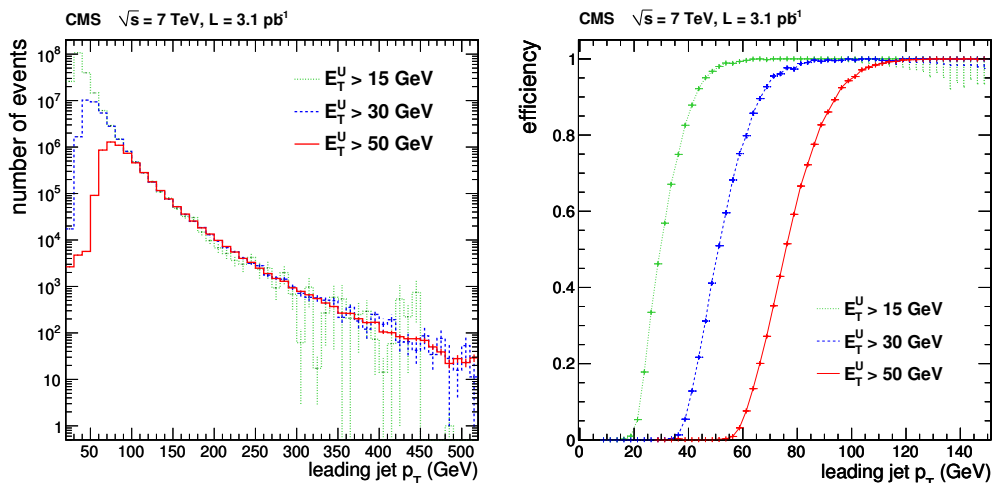 CMS √s = 7 TeV, L = 3.1 pb⁻¹
number of events
10⁸
10⁷
10⁶
10⁵
10⁴
10³
10²
10
1
E_T^U > 15 GeV
E_T^U > 30 GeV
E_T^U > 50 GeV
50 100 150 200 250 300 350 400 450 500
leading jet p_T (GeV)
CMS √s = 7 TeV, L = 3.1 pb⁻¹
efficiency
1
0.8
0.6
0.4
0.2
0
E_T^U > 15 GeV
E_T^U > 30 GeV
E_T^U > 50 GeV
0 20 40 60 80 100 120 140
leading jet p_T (GeV)